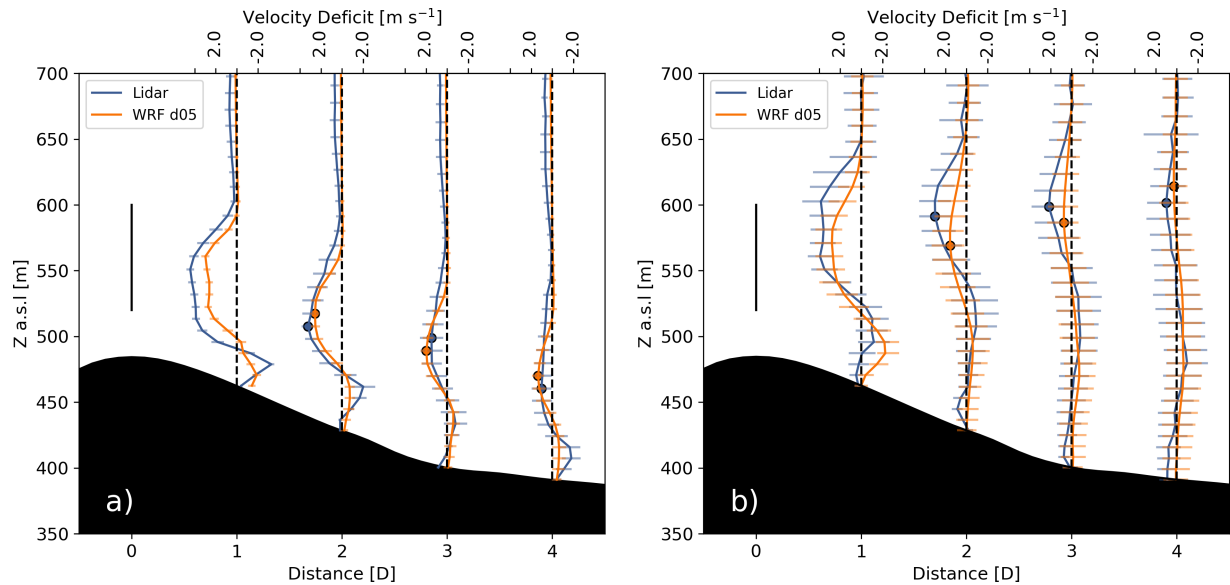 Velocity Deficit [m s⁻¹]
2.0 -2.0 2.0 -2.0 2.0 -2.0 2.0 -2.0
700
650
600
550
500
450
400
350
Z a.s.l [m]
Lidar
WRF d05
a)
0 1 2 3 4
Distance [D]
Velocity Deficit [m s⁻¹]
2.0 -2.0 2.0 -2.0 2.0 -2.0 2.0 -2.0
700
650
600
550
500
450
400
350
Z a.s.l [m]
Lidar
WRF d05
b)
0 1 2 3 4
Distance [D]